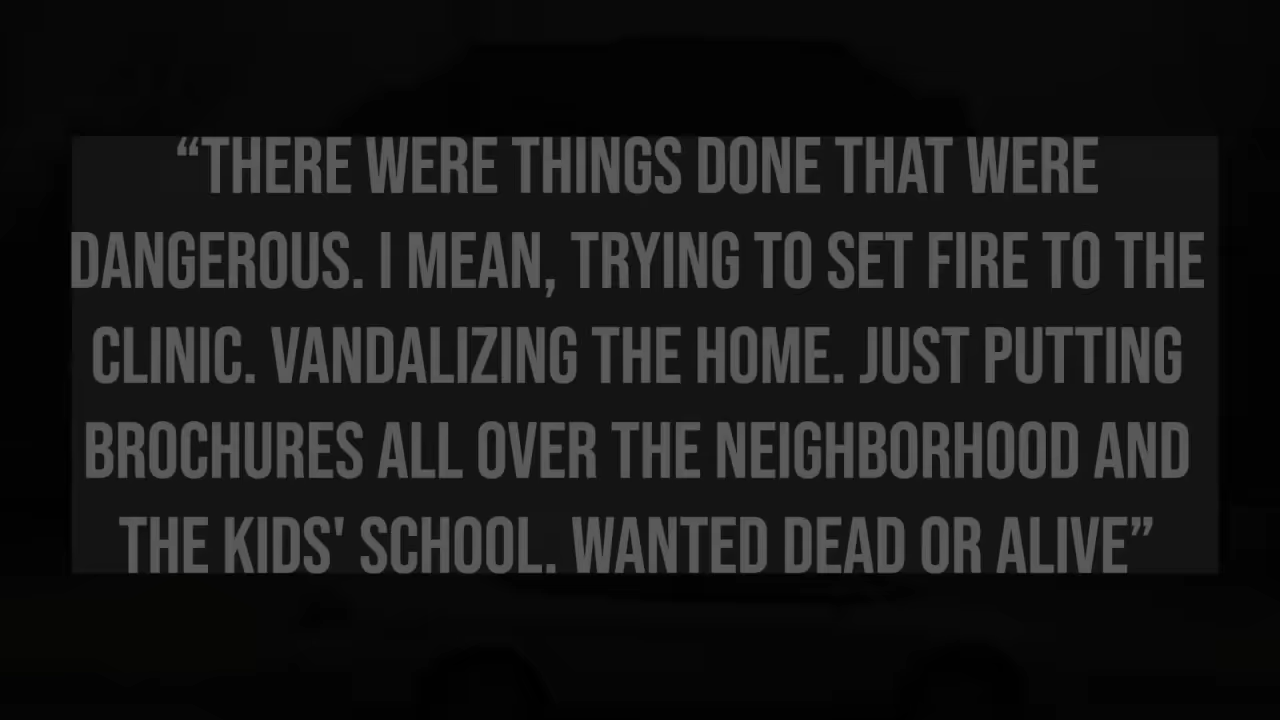 “THERE WERE THINGS DONE THAT WERE
DANGEROUS. I MEAN, TRYING TO SET FIRE TO THE
CLINIC. VANDALIZING THE HOME. JUST PUTTING
BROCHURES ALL OVER THE NEIGHBORHOOD AND
THE KIDS' SCHOOL. WANTED DEAD OR ALIVE”